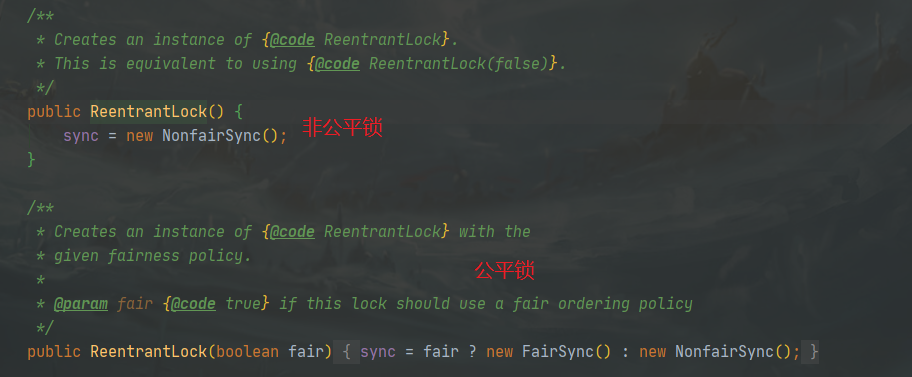 /**
 * Creates an instance of {@code ReentrantLock}.
 * This is equivalent to using {@code ReentrantLock(false)}.
 */
public ReentrantLock() {
    sync = new NonfairSync(); 非公平锁
}
/**
 * Creates an instance of {@code ReentrantLock} with the
 * given fairness policy.
 * 公平锁
 * @param fair {@code true} if this lock should use a fair ordering policy
 */
public ReentrantLock(boolean fair) { sync = fair ? new FairSync() : new NonfairSync(); }